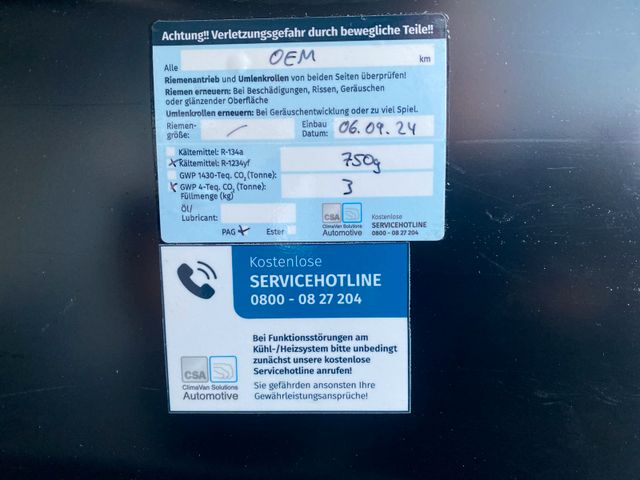 Achtung!! Verletzungsgefahr durch bewegliche Teile!!
Alle OEM km
Riemenantrieb und Umlenkrollen von beiden Seiten überprüfen!
Riemen erneuern: Bei Beschädigungen, Rissen, Geräuschen
oder glänzender Oberfläche
Umlenkrollen erneuern: Bei Geräuschentwicklung oder zu viel Spiel.
Riemen-
größe: / Einbau
Datum: 06.09.24
Kältemittel: R-134a
x Kältemittel: R-1234yf 750g
GWP 1430-Teq. CO2(Tonne):
x GWP 4-Teq. CO2(Tonne): 3
Füllmenge (kg)
Öl/
Lubricant:
PAG x Ester
CSA
ClimaVan Solutions
Automotive
Kostenlose
SERVICEHOTLINE
0800 - 08 27 204
Kostenlose
SERVICEHOTLINE
0800 - 08 27 204
Bei Funktionsstörungen am
Kühl-/Heizsystem bitte unbedingt
zunächst unsere kostenlose
Servicehotline anrufen!
Sie gefährden ansonsten Ihre
Gewährleistungsansprüche!
CSA
ClimaVan Solutions
Automotive